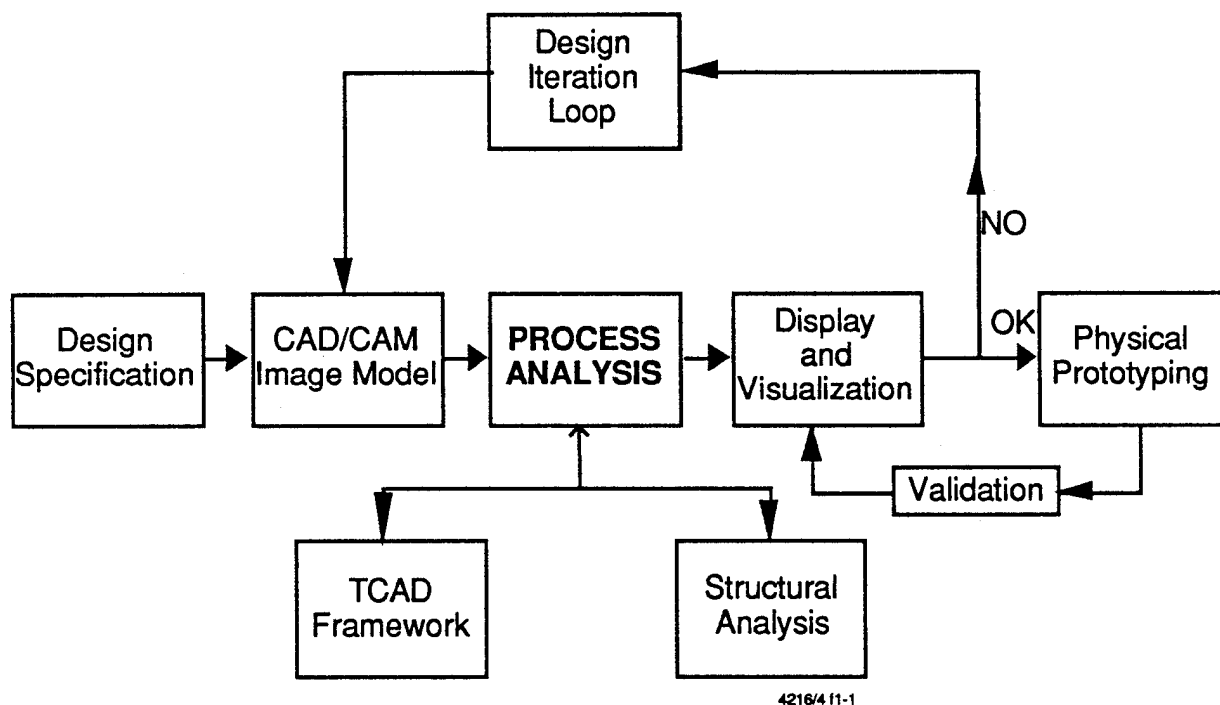 Design
Iteration
Loop
NO
Design
Specification
CAD/CAM
Image Model
PROCESS
ANALYSIS
Display
and
Visualization
OK
Physical
Prototyping
Validation
TCAD
Framework
Structural
Analysis
4216/4 f1-1